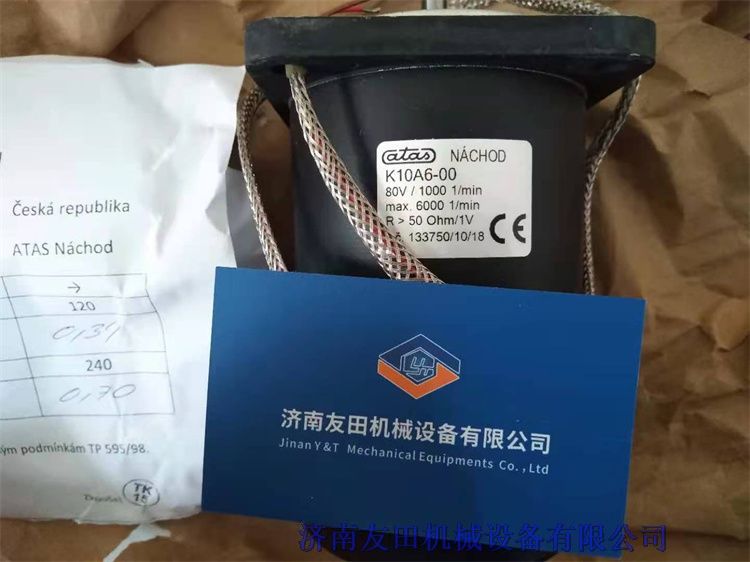 Česká republika
ATAS Náchod
→
120
0,34
240
0,70
ým podmínkám TP 595/98.
TK
atas NÁCHOD
K10A6-00
80V / 1000 1/min
max. 6000 1/min
R > 50 Ohm/1V
133750/10/18 CE
济南友田机械设备有限公司
Jinan Y&T Mechanical Equipments Co.,Ltd
济南友田机械设备有限公司